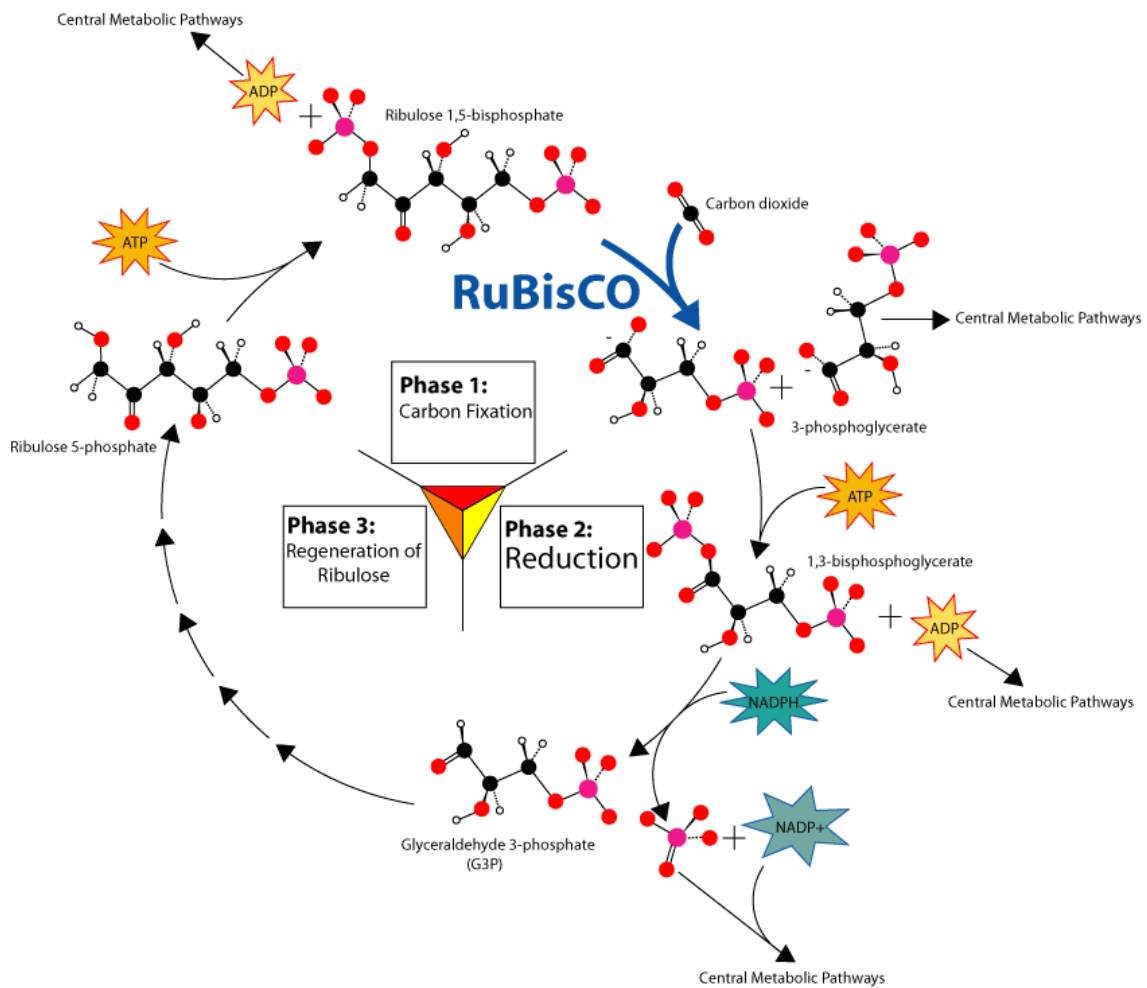 Central Metabolic Pathways
ADP
Ribulose 1,5-bisphosphate
Carbon dioxide
ATP
RuBisCO
Central Metabolic Pathways
Phase 1:
Carbon Fixation
3-phosphoglycerate
Ribulose 5-phosphate
ATP
Phase 3:
Regeneration of
Ribulose
Phase 2:
Reduction
1,3-bisphosphoglycerate
ADP
Central Metabolic Pathways
NADPH
NADP+
Glyceraldehyde 3-phosphate
(G3P)
Central Metabolic Pathways